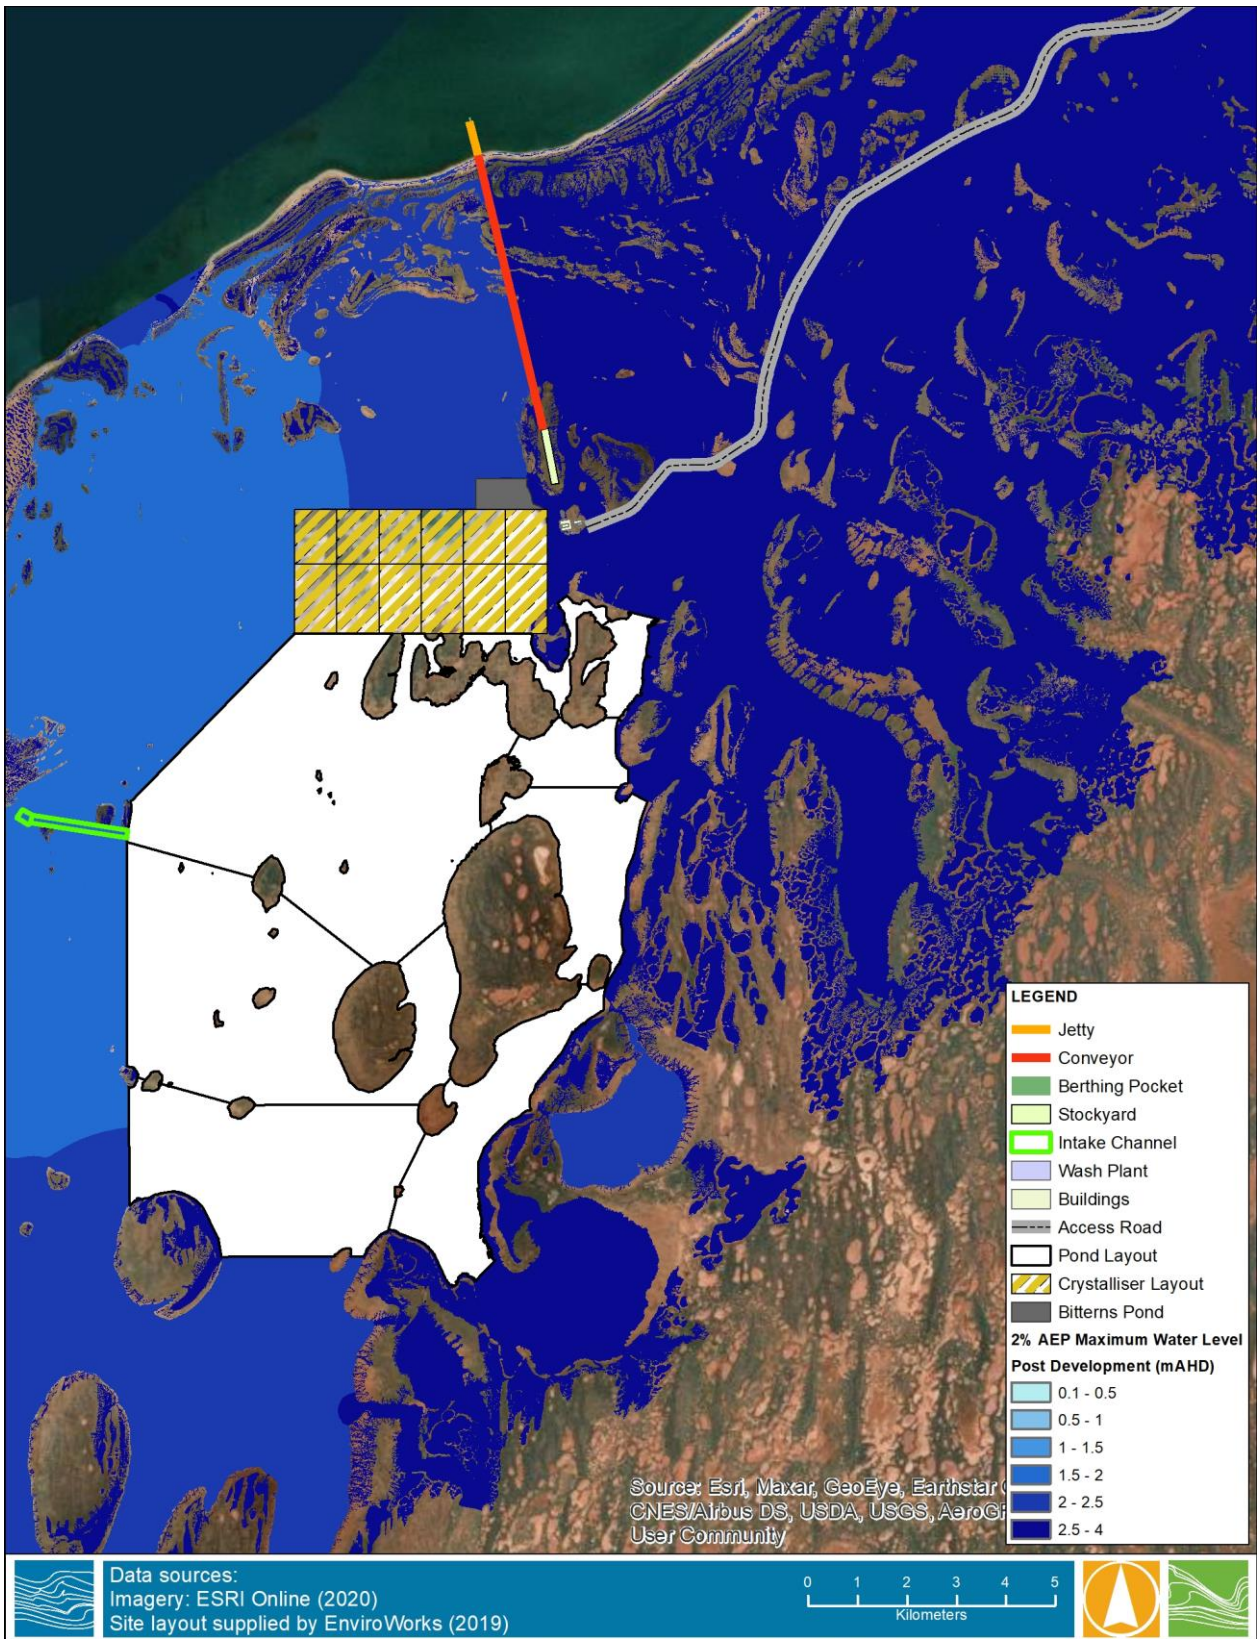 LEGEND
Jetty
Conveyor
Berthing Pocket
Stockyard
Intake Channel
Wash Plant
Buildings
Access Road
Pond Layout
Crystalliser Layout
Bitterns Pond
2% AEP Maximum Water Level
Post Development (mAHD)
0.1 - 0.5
0.5 - 1
1 - 1.5
1.5 - 2
2 - 2.5
2.5 - 4
Source: Esri, Maxar, GeoEye, Earthstar
CNES/Airbus DS, USDA, USGS,
User Community
Data sources:
Imagery: ESRI Online (2020)
Site layout supplied by EnviroWorks (2019)
0 1 2 3 4 5
Kilometers